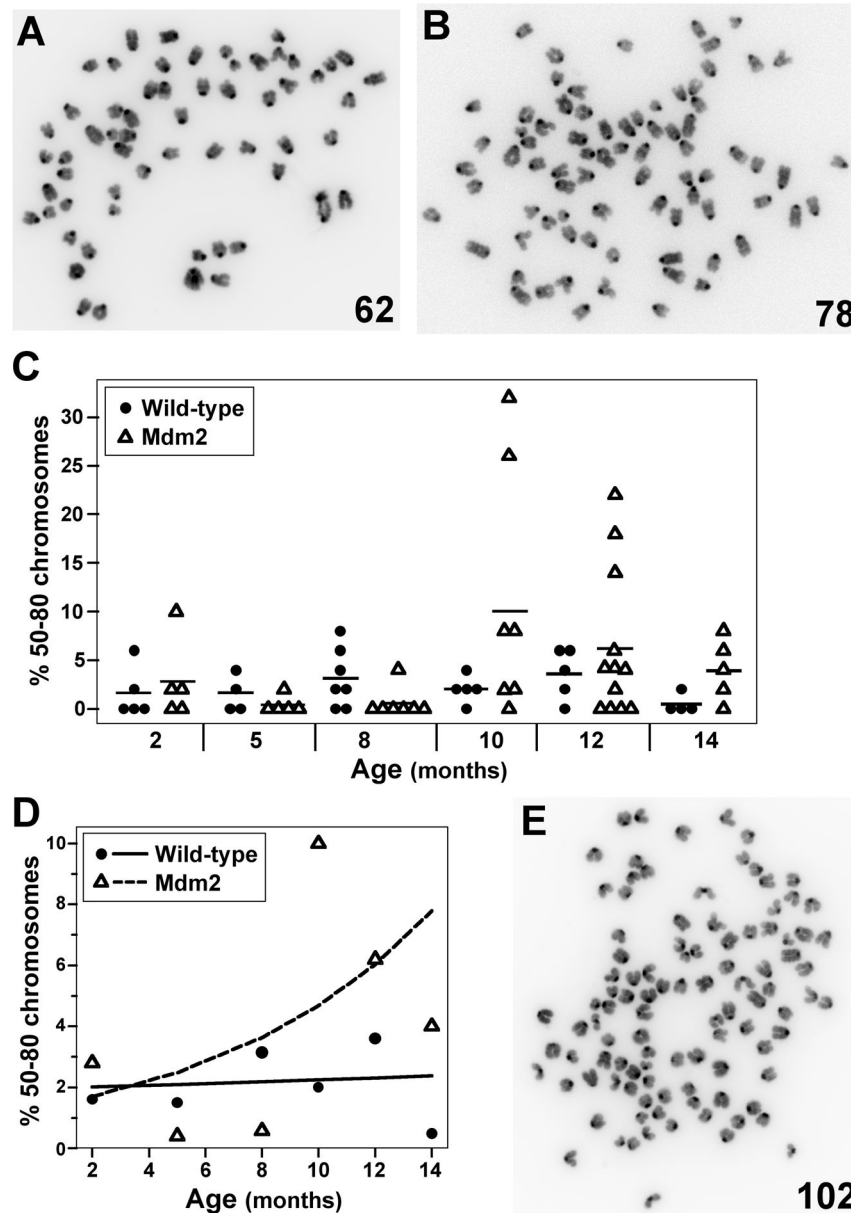 A
62
B
78
C
Wild-type
Mdm2
% 50-80 chromosomes
30
25
20
15
10
5
0
2 5 8 10 12 14
Age (months)
D
Wild-type
Mdm2
% 50-80 chromosomes
10
8
6
4
2
0
2 4 6 8 10 12 14
Age (months)
E
102